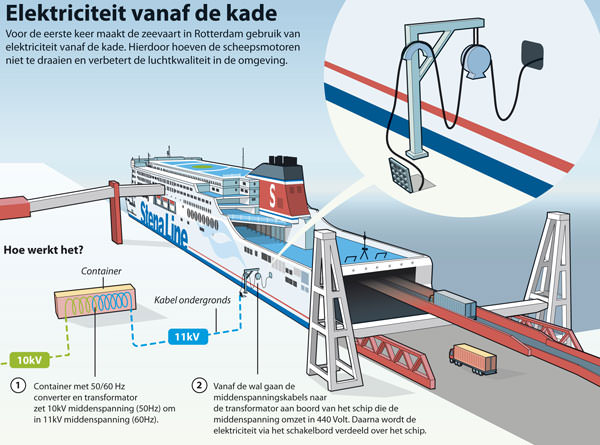 Elektriciteit vanaf de kade
Voor de eerste keer maakt de zeevaart in Rotterdam gebruik van
elektriciteit vanaf de kade. Hierdoor hoeven de scheepsmotoren
niet te draaien en verbetert de luchtkwaliteit in de omgeving.
S
Stena Line
Hoe werkt het?
Container
Kabel ondergronds
10kV
11kV
1
Container met 50/60 Hz
converter en transformator
zet 10kV middenspanning (50Hz) om
in 11kV middenspanning (60Hz).
2
Vanaf de wal gaan de
middenspanningskabels naar
de transformator aan boord van het schip die de
middenspanning omzet in 440 Volt. Daarna wordt de
elektriciteit via het schakelbord verdeeld over het schip.